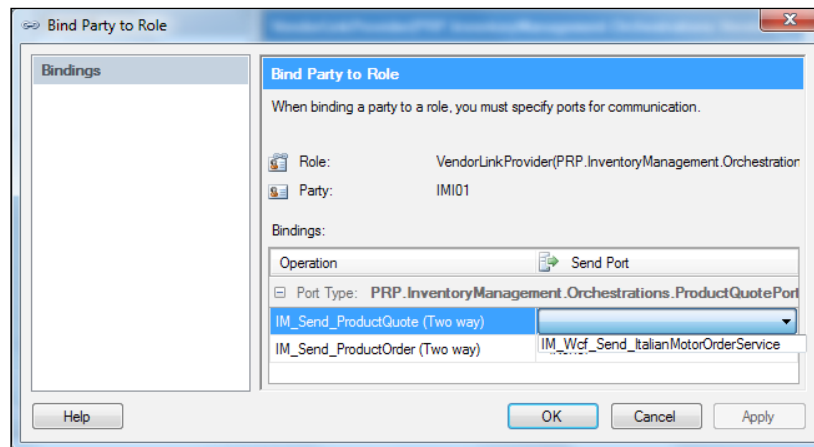 Bind Party to Role
Bindings
Bind Party to Role
When binding a party to a role, you must specify ports for communication.
Role: VendorLinkProvider(PRP.InventoryManagement.Orchestration
Party: IMI01
Bindings:
Operation Send Port
Port Type: PRP.InventoryManagement.Orchestrations.ProductQuotePort
IM_Send_ProductQuote (Two way)
IM_Send_ProductOrder (Two way) IM_Wcf_Send_ItalianMotorOrderService
Help OK Cancel Apply